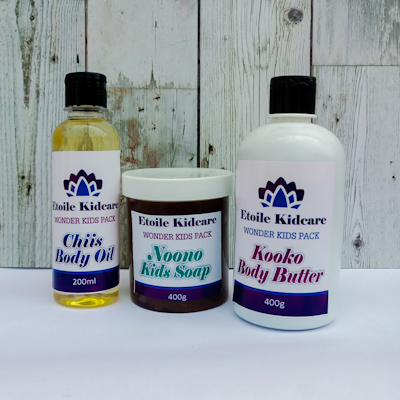 Etoile Kidcare
WONDER KIDS PACK
Chiis
Body Oil
200ml
Etoile Kidcare
WONDER KIDS PACK
Noono
Kids Soap
400g
Etoile Kidcare
WONDER KIDS PACK
Kooko
Body Butter
400g